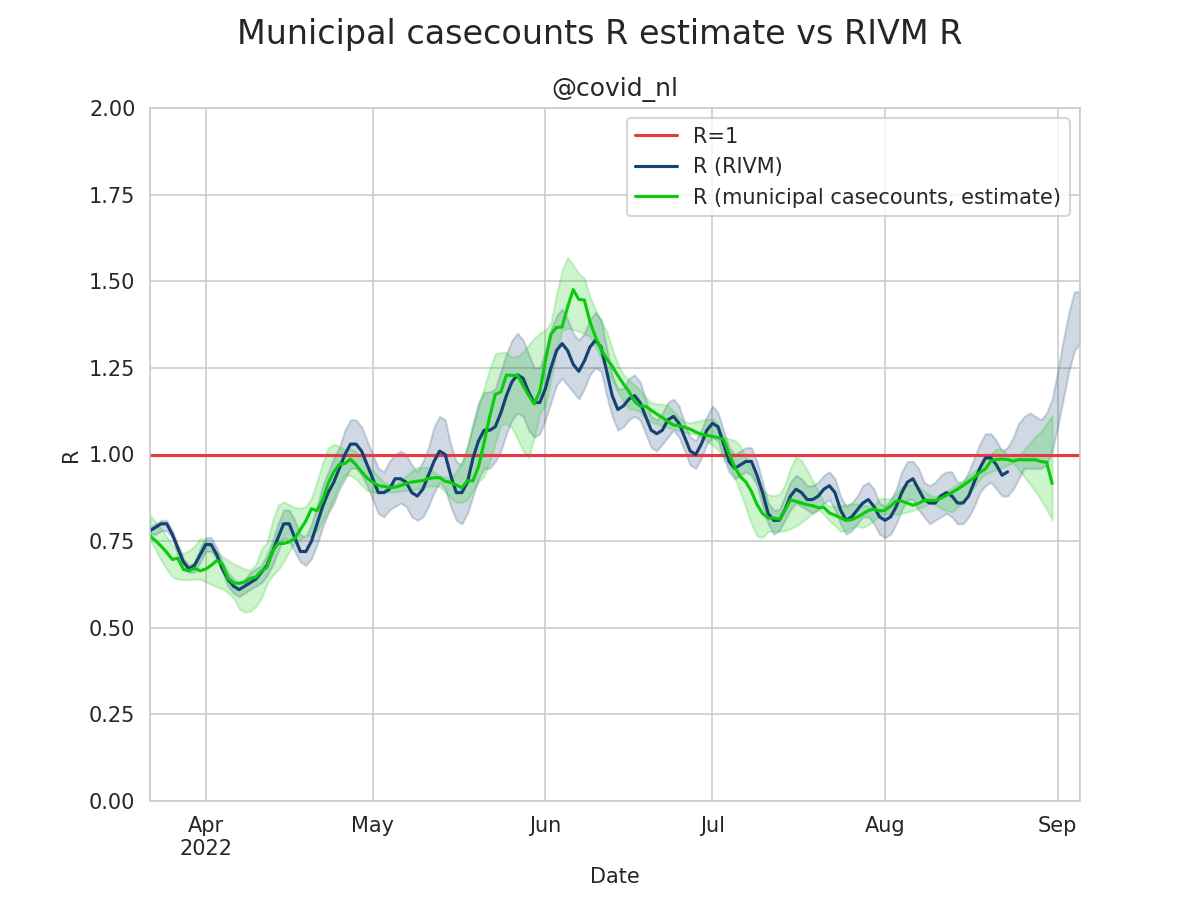 Municipal casecounts R estimate vs RIVM R
@covid_nl
R=1
R (RIVM)
R (municipal casecounts, estimate)
2.00
1.75
1.50
1.25
1.00
0.75
0.50
0.25
0.00
R
Apr May Jun Jul Aug Sep
2022
Date